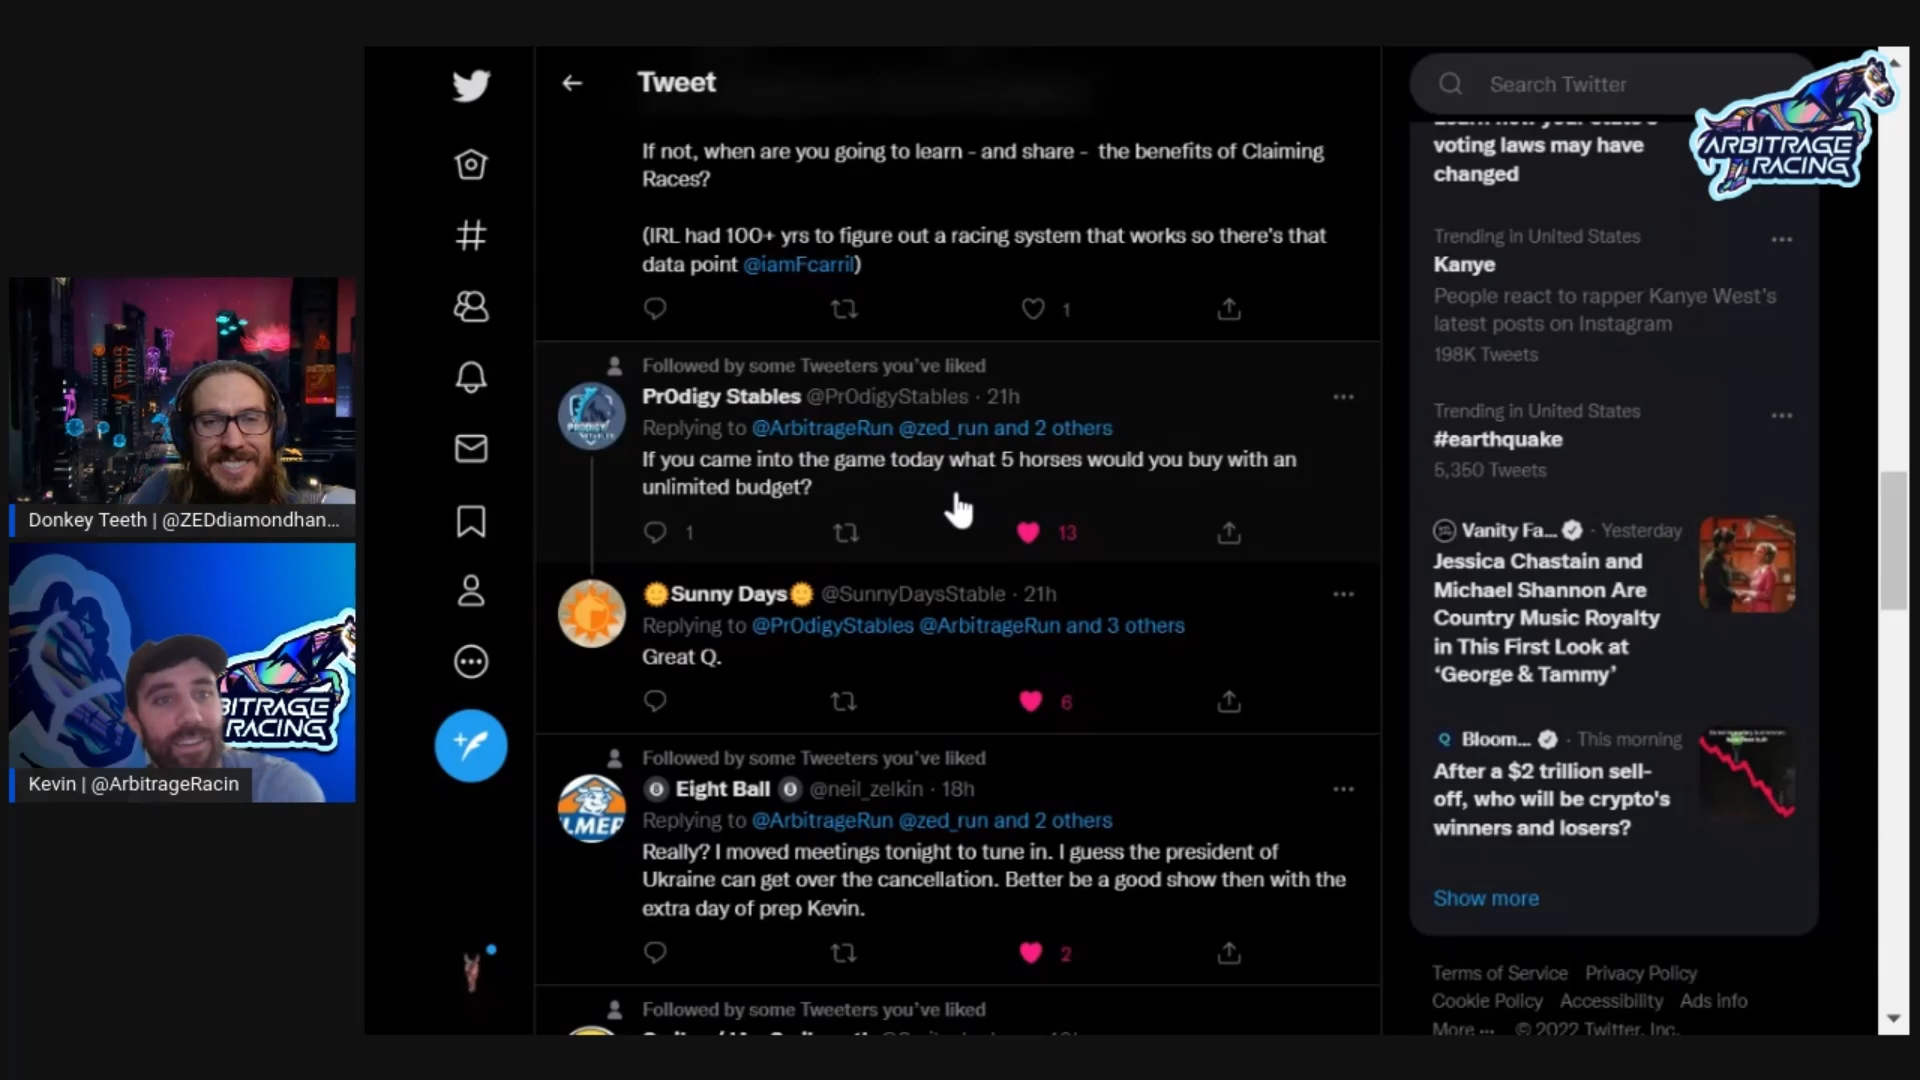 Tweet
If not, when are you going to learn - and share -  the benefits of Claiming
Races?
(IRL had 100+ yrs to figure out a racing system that works so there's that
data point @iamFcarril)
1
Followed by some Tweeters you've liked
Pr0digy Stables @Pr0digyStables · 21h
Replying to @ArbitrageRun @zed_run and 2 others
If you came into the game today what 5 horses would you buy with an
unlimited budget?
1
13
Sunny Days @SunnyDaysStable · 21h
Replying to @Pr0digyStables @ArbitrageRun and 3 others
Great Q.
6
Followed by some Tweeters you've liked
Eight Ball @neil_zelkin · 18h
Replying to @ArbitrageRun @zed_run and 2 others
Really? I moved meetings tonight to tune in. I guess the president of
Ukraine can get over the cancellation. Better be a good show then with the
extra day of prep Kevin.
2
Followed by some Tweeters you've liked
Search Twitter
voting laws may have
changed
Trending in United States
Kanye
People react to rapper Kanye West's
latest posts on Instagram
198K Tweets
Trending in United States
#earthquake
5,350 Tweets
Vanity Fa... · Yesterday
Jessica Chastain and
Michael Shannon Are
Country Music Royalty
in This First Look at
'George & Tammy'
Bloom... · This morning
After a $2 trillion sell-
off, who will be crypto's
winners and losers?
Show more
Terms of Service Privacy Policy
Cookie Policy Accessibility Ads info
More ... © 2022 Twitter, Inc.
ARBITRAGE
RACING
Donkey Teeth | @ZEDdiamondhan...
BITRAGE
RACING
Kevin | @ArbitrageRacin
PRODIGY
LMER